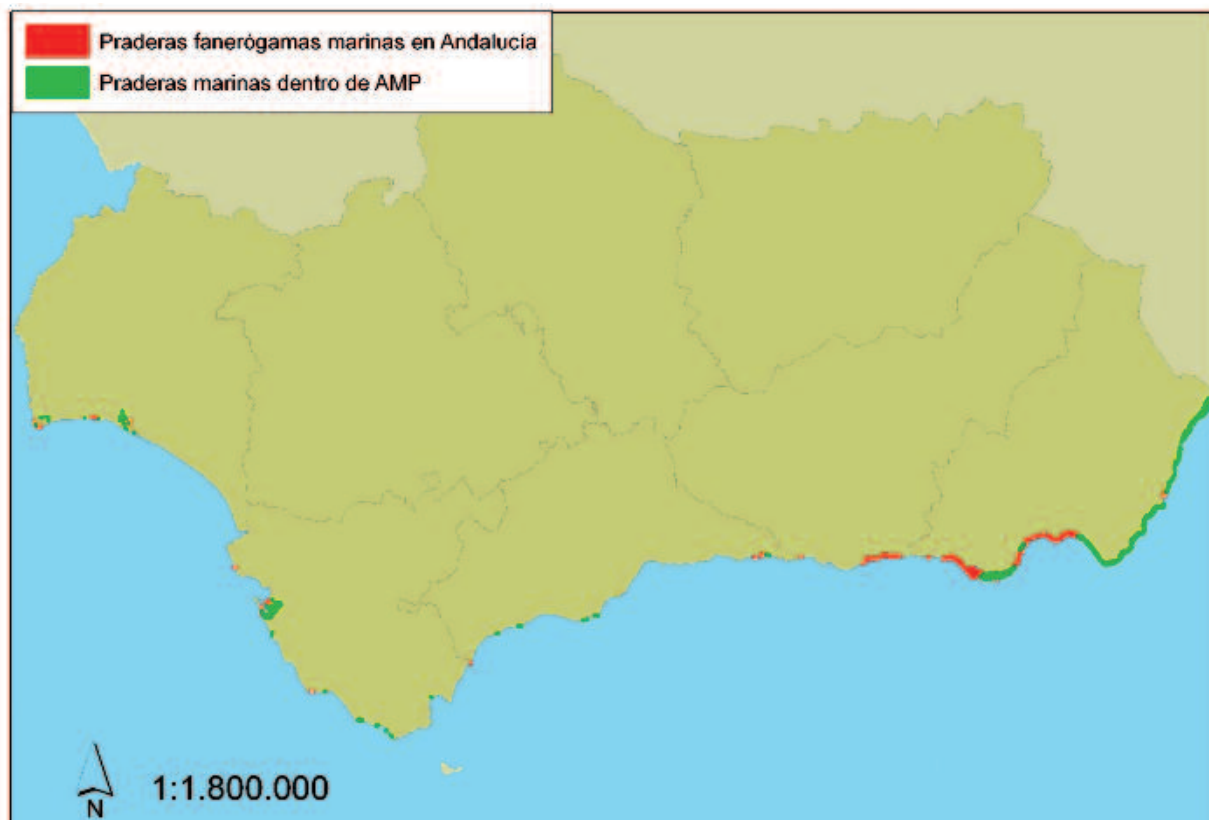 Praderas fanerógamas marinas en Andalucía
Praderas marinas dentro de AMP
N
1:1.800.000